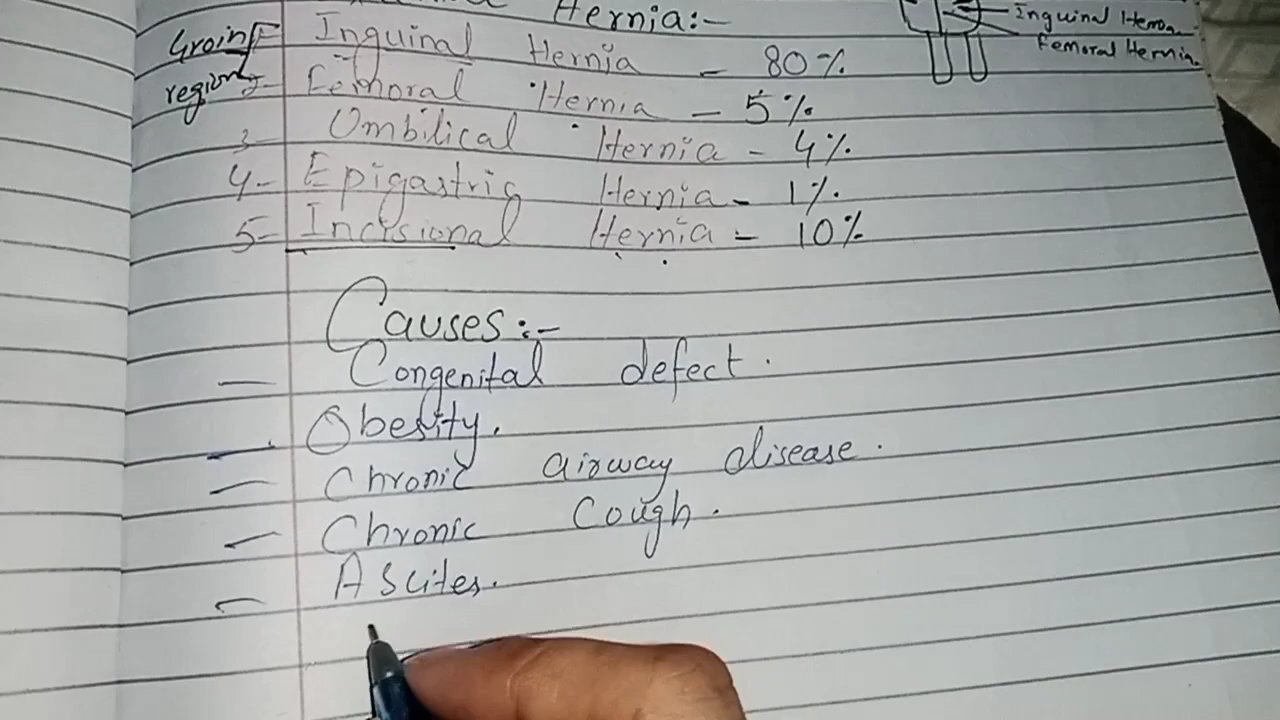 Hernia:-
Inguinal Hernia
Femoral Hernia
Groin
region
Inguinal Hernia - 80%
2- Femoral Hernia - 5%
3- Umbilical Hernia - 4%
4- Epigastric Hernia - 1%
5- Incisional Hernia - 10%
Causes:-
- Congenital defect.
- Obesity.
- Chronic airway disease.
- Chronic Cough.
- Ascites.